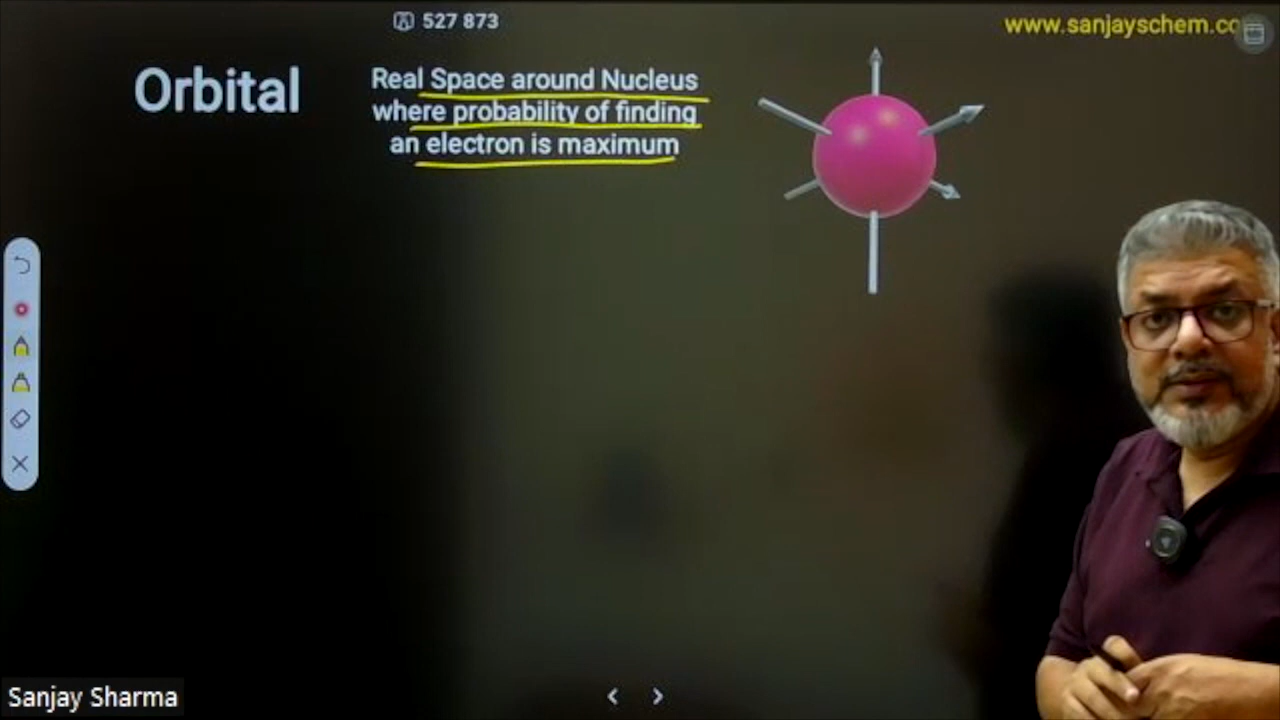 527 873
www.sanjayschem.co
Orbital
Real Space around Nucleus
where probability of finding
an electron is maximum
Sanjay Sharma